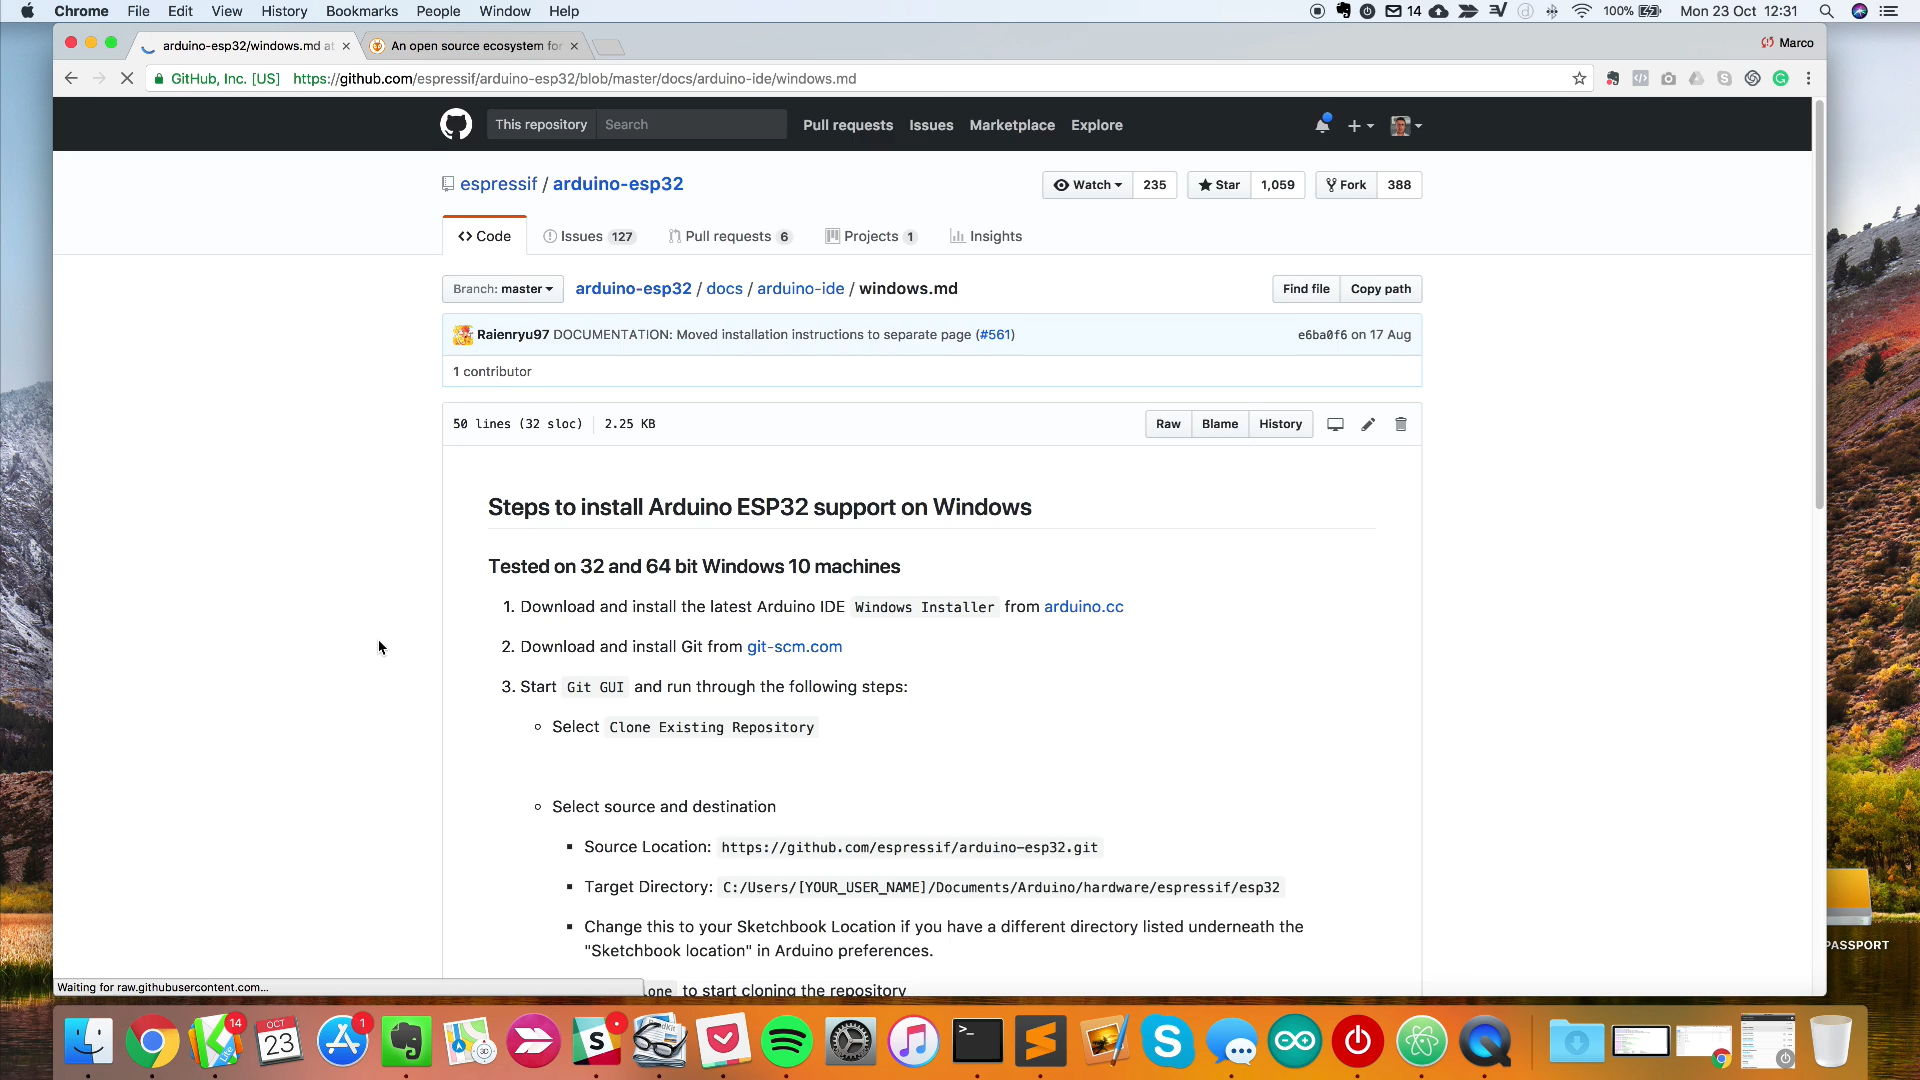 Chrome File Edit View History Bookmarks People Window Help 14 100% Mon 23 Oct 12:31
arduino-esp32/windows.md at An open source ecosystem for Marco
GitHub, Inc. [US] https://github.com/espressif/arduino-esp32/blob/master/docs/arduino-ide/windows.md
This repository Search Pull requests Issues Marketplace Explore
espressif / arduino-esp32 Watch 235 Star 1,059 Fork 388
Code Issues 127 Pull requests 6 Projects 1 Insights
Branch: master arduino-esp32 / docs / arduino-ide / windows.md Find file Copy path
Raienryu97 DOCUMENTATION: Moved installation instructions to separate page (#561) e6ba0f6 on 17 Aug
1 contributor
50 lines (32 sloc) 2.25 KB Raw Blame History
Steps to install Arduino ESP32 support on Windows
Tested on 32 and 64 bit Windows 10 machines
1. Download and install the latest Arduino IDE Windows Installer from arduino.cc
2. Download and install Git from git-scm.com
3. Start Git GUI and run through the following steps:
Select Clone Existing Repository
Select source and destination
Source Location: https://github.com/espressif/arduino-esp32.git
Target Directory: C:/Users/[YOUR_USER_NAME]/Documents/Arduino/hardware/espressif/esp32
Change this to your Sketchbook Location if you have a different directory listed underneath the
"Sketchbook location" in Arduino preferences.
PASSPORT
Waiting for raw.githubusercontent.com... lone to start cloning the repository
14 OCT 23 1 3D S